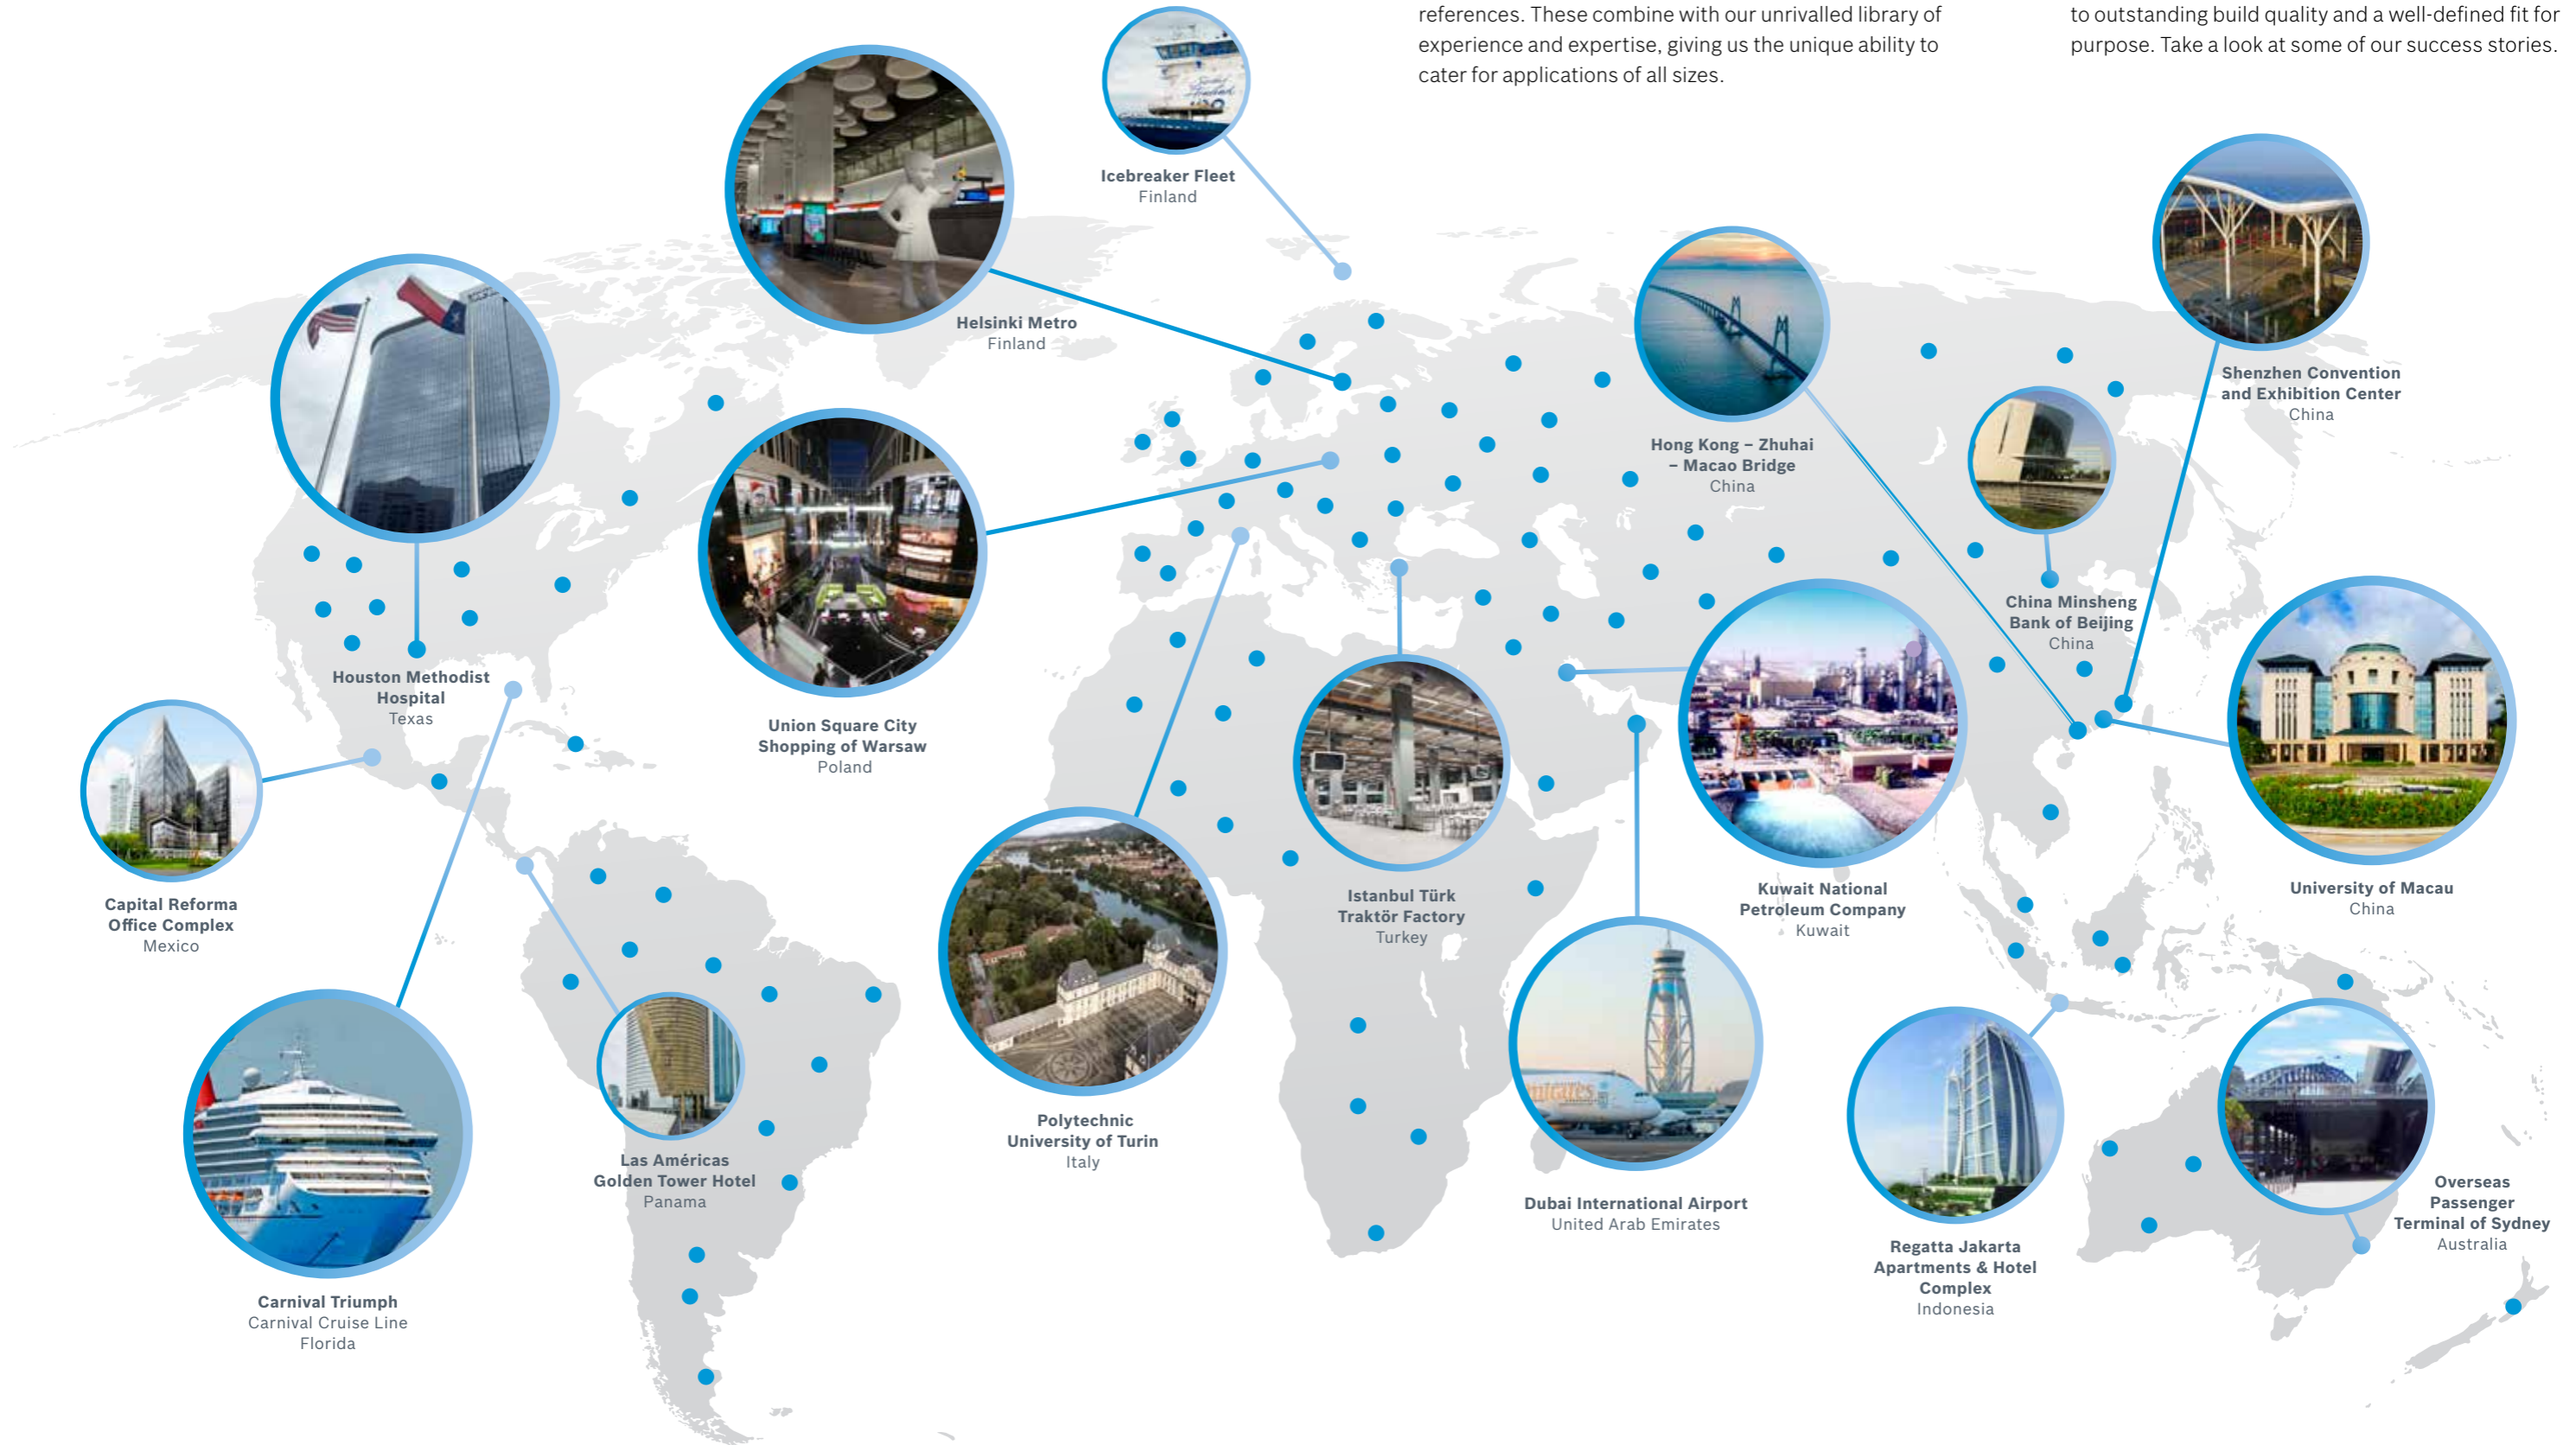 references. These combine with our unrivalled library of
experience and expertise, giving us the unique ability to
cater for applications of all sizes.
to outstanding build quality and a well-defined fit for
purpose. Take a look at some of our success stories.
Icebreaker Fleet
Finland
Helsinki Metro
Finland
Shenzhen Convention
and Exhibition Center
China
Hong Kong – Zhuhai
– Macao Bridge
China
China Minsheng
Bank of Beijing
China
Houston Methodist
Hospital
Texas
Union Square City
Shopping of Warsaw
Poland
Capital Reforma
Office Complex
Mexico
Istanbul Türk
Traktör Factory
Turkey
Kuwait National
Petroleum Company
Kuwait
University of Macau
China
Polytechnic
University of Turin
Italy
Las Américas
Golden Tower Hotel
Panama
Dubai International Airport
United Arab Emirates
Overseas
Passenger
Terminal of Sydney
Australia
Regatta Jakarta
Apartments & Hotel
Complex
Indonesia
Carnival Triumph
Carnival Cruise Line
Florida